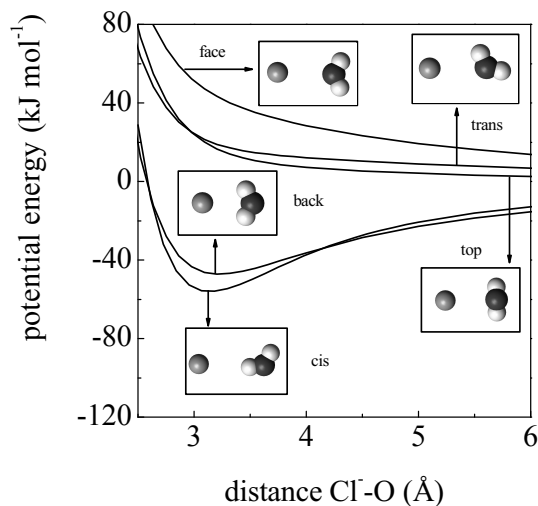 80
40
0
-40
-80
-120
potential energy (kJ mol⁻¹)
face
trans
back
top
cis
3
4
5
6
distance Cl⁻-O (Å)